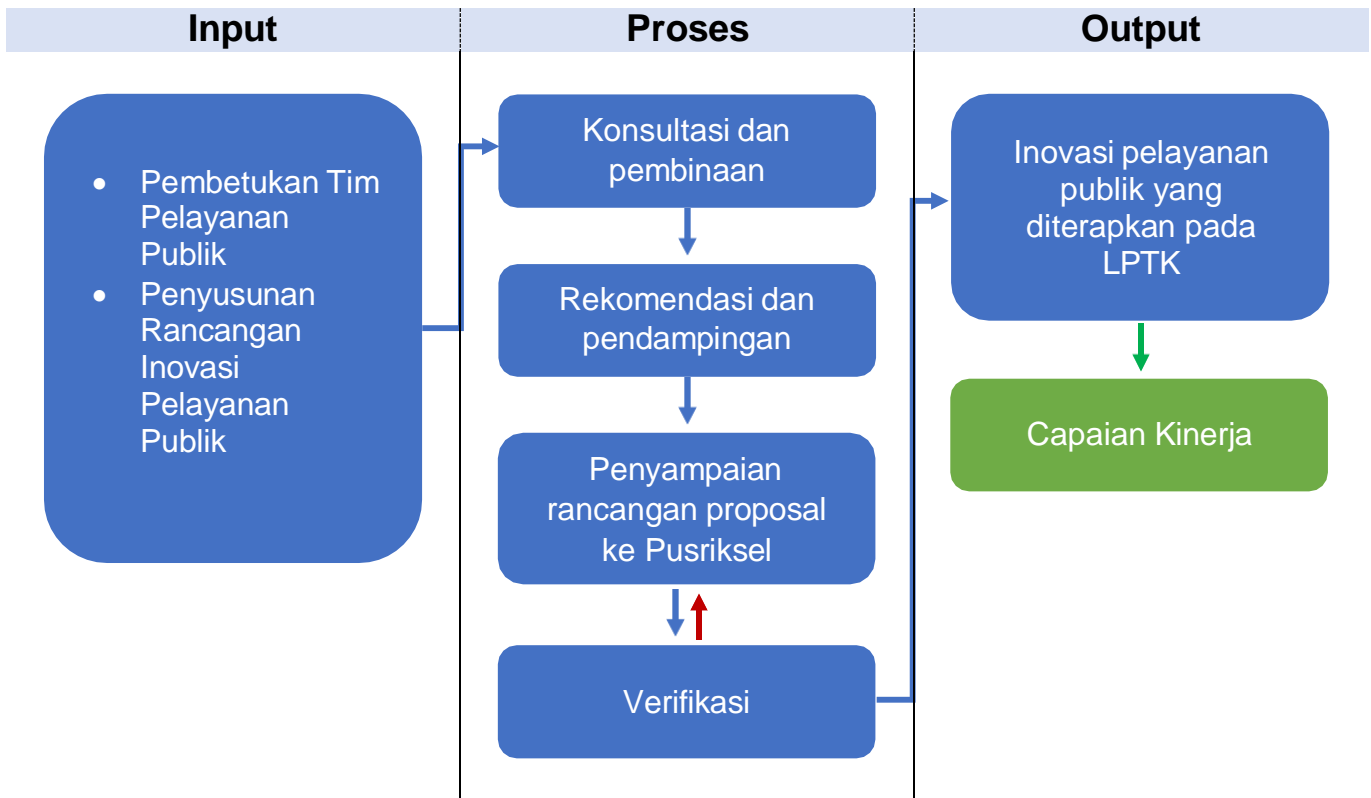 Input
Proses
Output
• Pembetukan Tim
Pelayanan
Publik
• Penyusunan
Rancangan
Inovasi
Pelayanan
Publik
Konsultasi dan
pembinaan
Rekomendasi dan
pendampingan
Penyampaian
rancangan proposal
ke Pusriksel
Verifikasi
Inovasi pelayanan
publik yang
diterapkan pada
LPTK
Capaian Kinerja